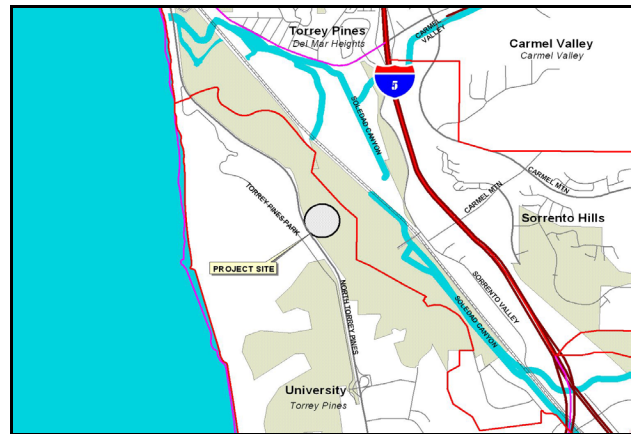 Torrey Pines
Del Mar Heights
CARMEL
VALLEY
Carmel Valley
Carmel Valley
5
SOLEDAD CANYON
CARMEL MTN
CARMEL MTN
TORREY PINES PARK
Sorrento Hills
PROJECT SITE
NORTH TORREY PINES
SORRENTO VALLEY
SOLEDAD CANYON
University
Torrey Pines